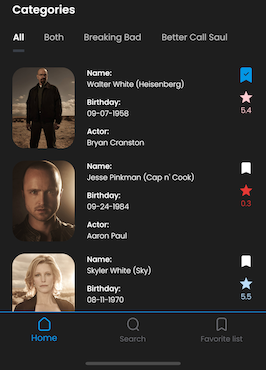 Categories
All Both Breaking Bad Better Call Saul
Name:
Walter White (Heisenberg)
Birthday:
09-07-1958
5.4
Actor:
Bryan Cranston
Name:
Jesse Pinkman (Cap n' Cook)
Birthday:
09-24-1984
0.3
Actor:
Aaron Paul
Name:
Skyler White (Sky)
Birthday:
08-11-1970
5.5
Home Search Favorite list